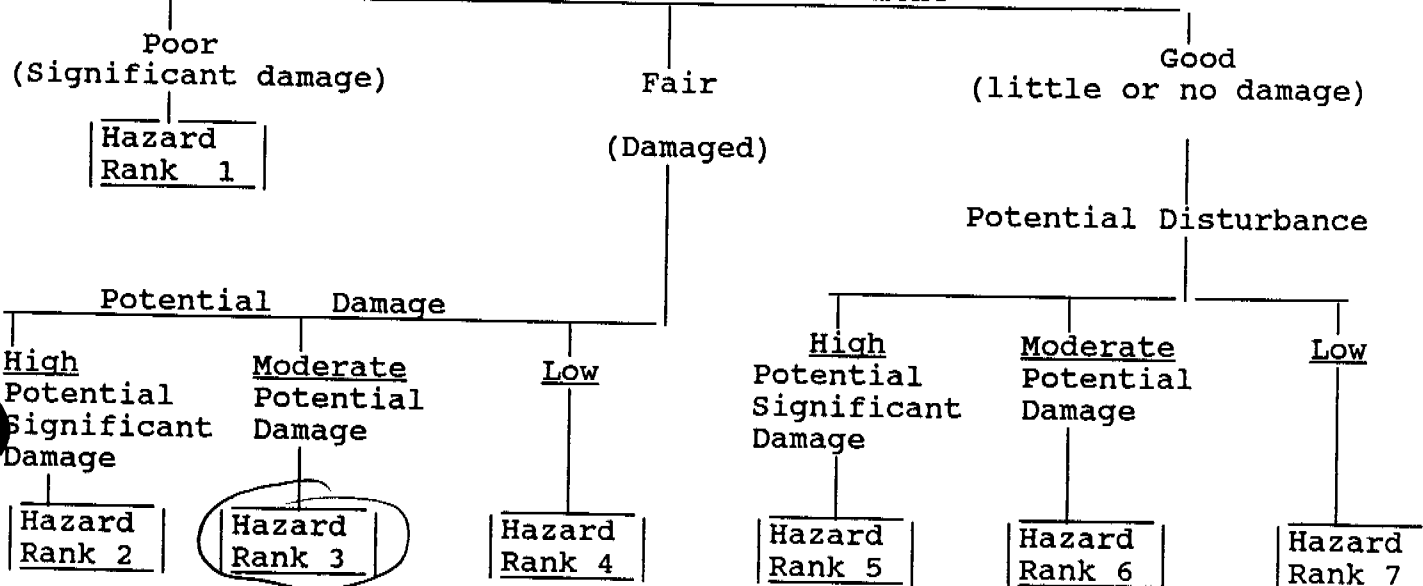 Poor
(Significant damage)
Hazard
Rank 1
Fair
(Damaged)
Good
(little or no damage)
Potential Disturbance
Potential Damage
High
Potential
Significant
Damage
Hazard
Rank 2
Moderate
Potential
Damage
Hazard
Rank 3
Low
Hazard
Rank 4
High
Potential
Significant
Damage
Hazard
Rank 5
Moderate
Potential
Damage
Hazard
Rank 6
Low
Hazard
Rank 7